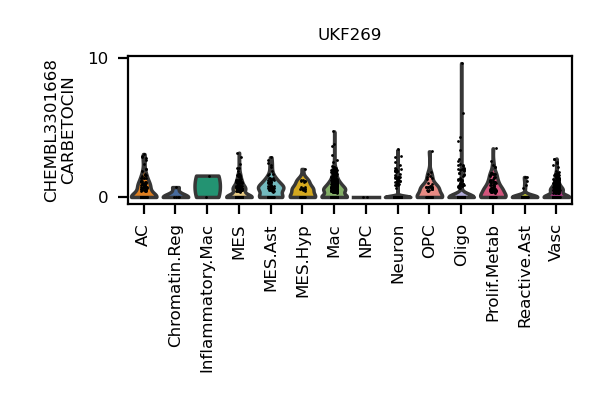 UKF269
CHEMBL3301668
CARBETOCIN
10
0
AC
Chromatin.Reg
Inflammatory.Mac
MES
MES.Ast
MES.Hyp
Mac
NPC
Neuron
OPC
Oligo
Prolif.Metab
Reactive.Ast
Vasc